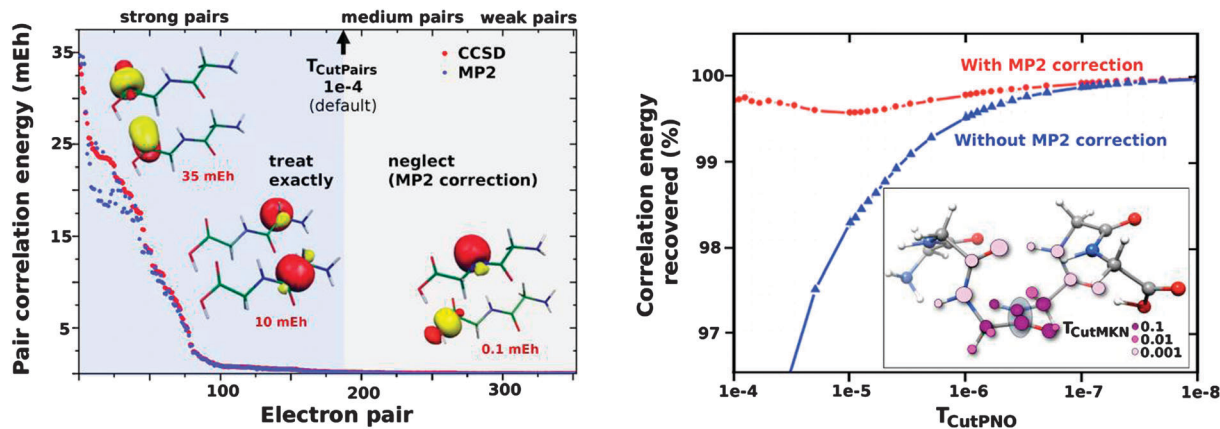 strong pairs
medium pairs
weak pairs
Pair correlation energy (mEh)
35
25
15
5
CCSD
MP2
TCutPairs
1e-4
(default)
35 mEh
treat
exactly
neglect
(MP2 correction)
10 mEh
0.1 mEh
100
200
300
Electron pair
Correlation energy
recovered (%)
100
99
98
97
With MP2 correction
Without MP2 correction
TCutMKN
0.1
0.01
0.001
1e-4
1e-5
1e-6
1e-7
1e-8
TCutPNO